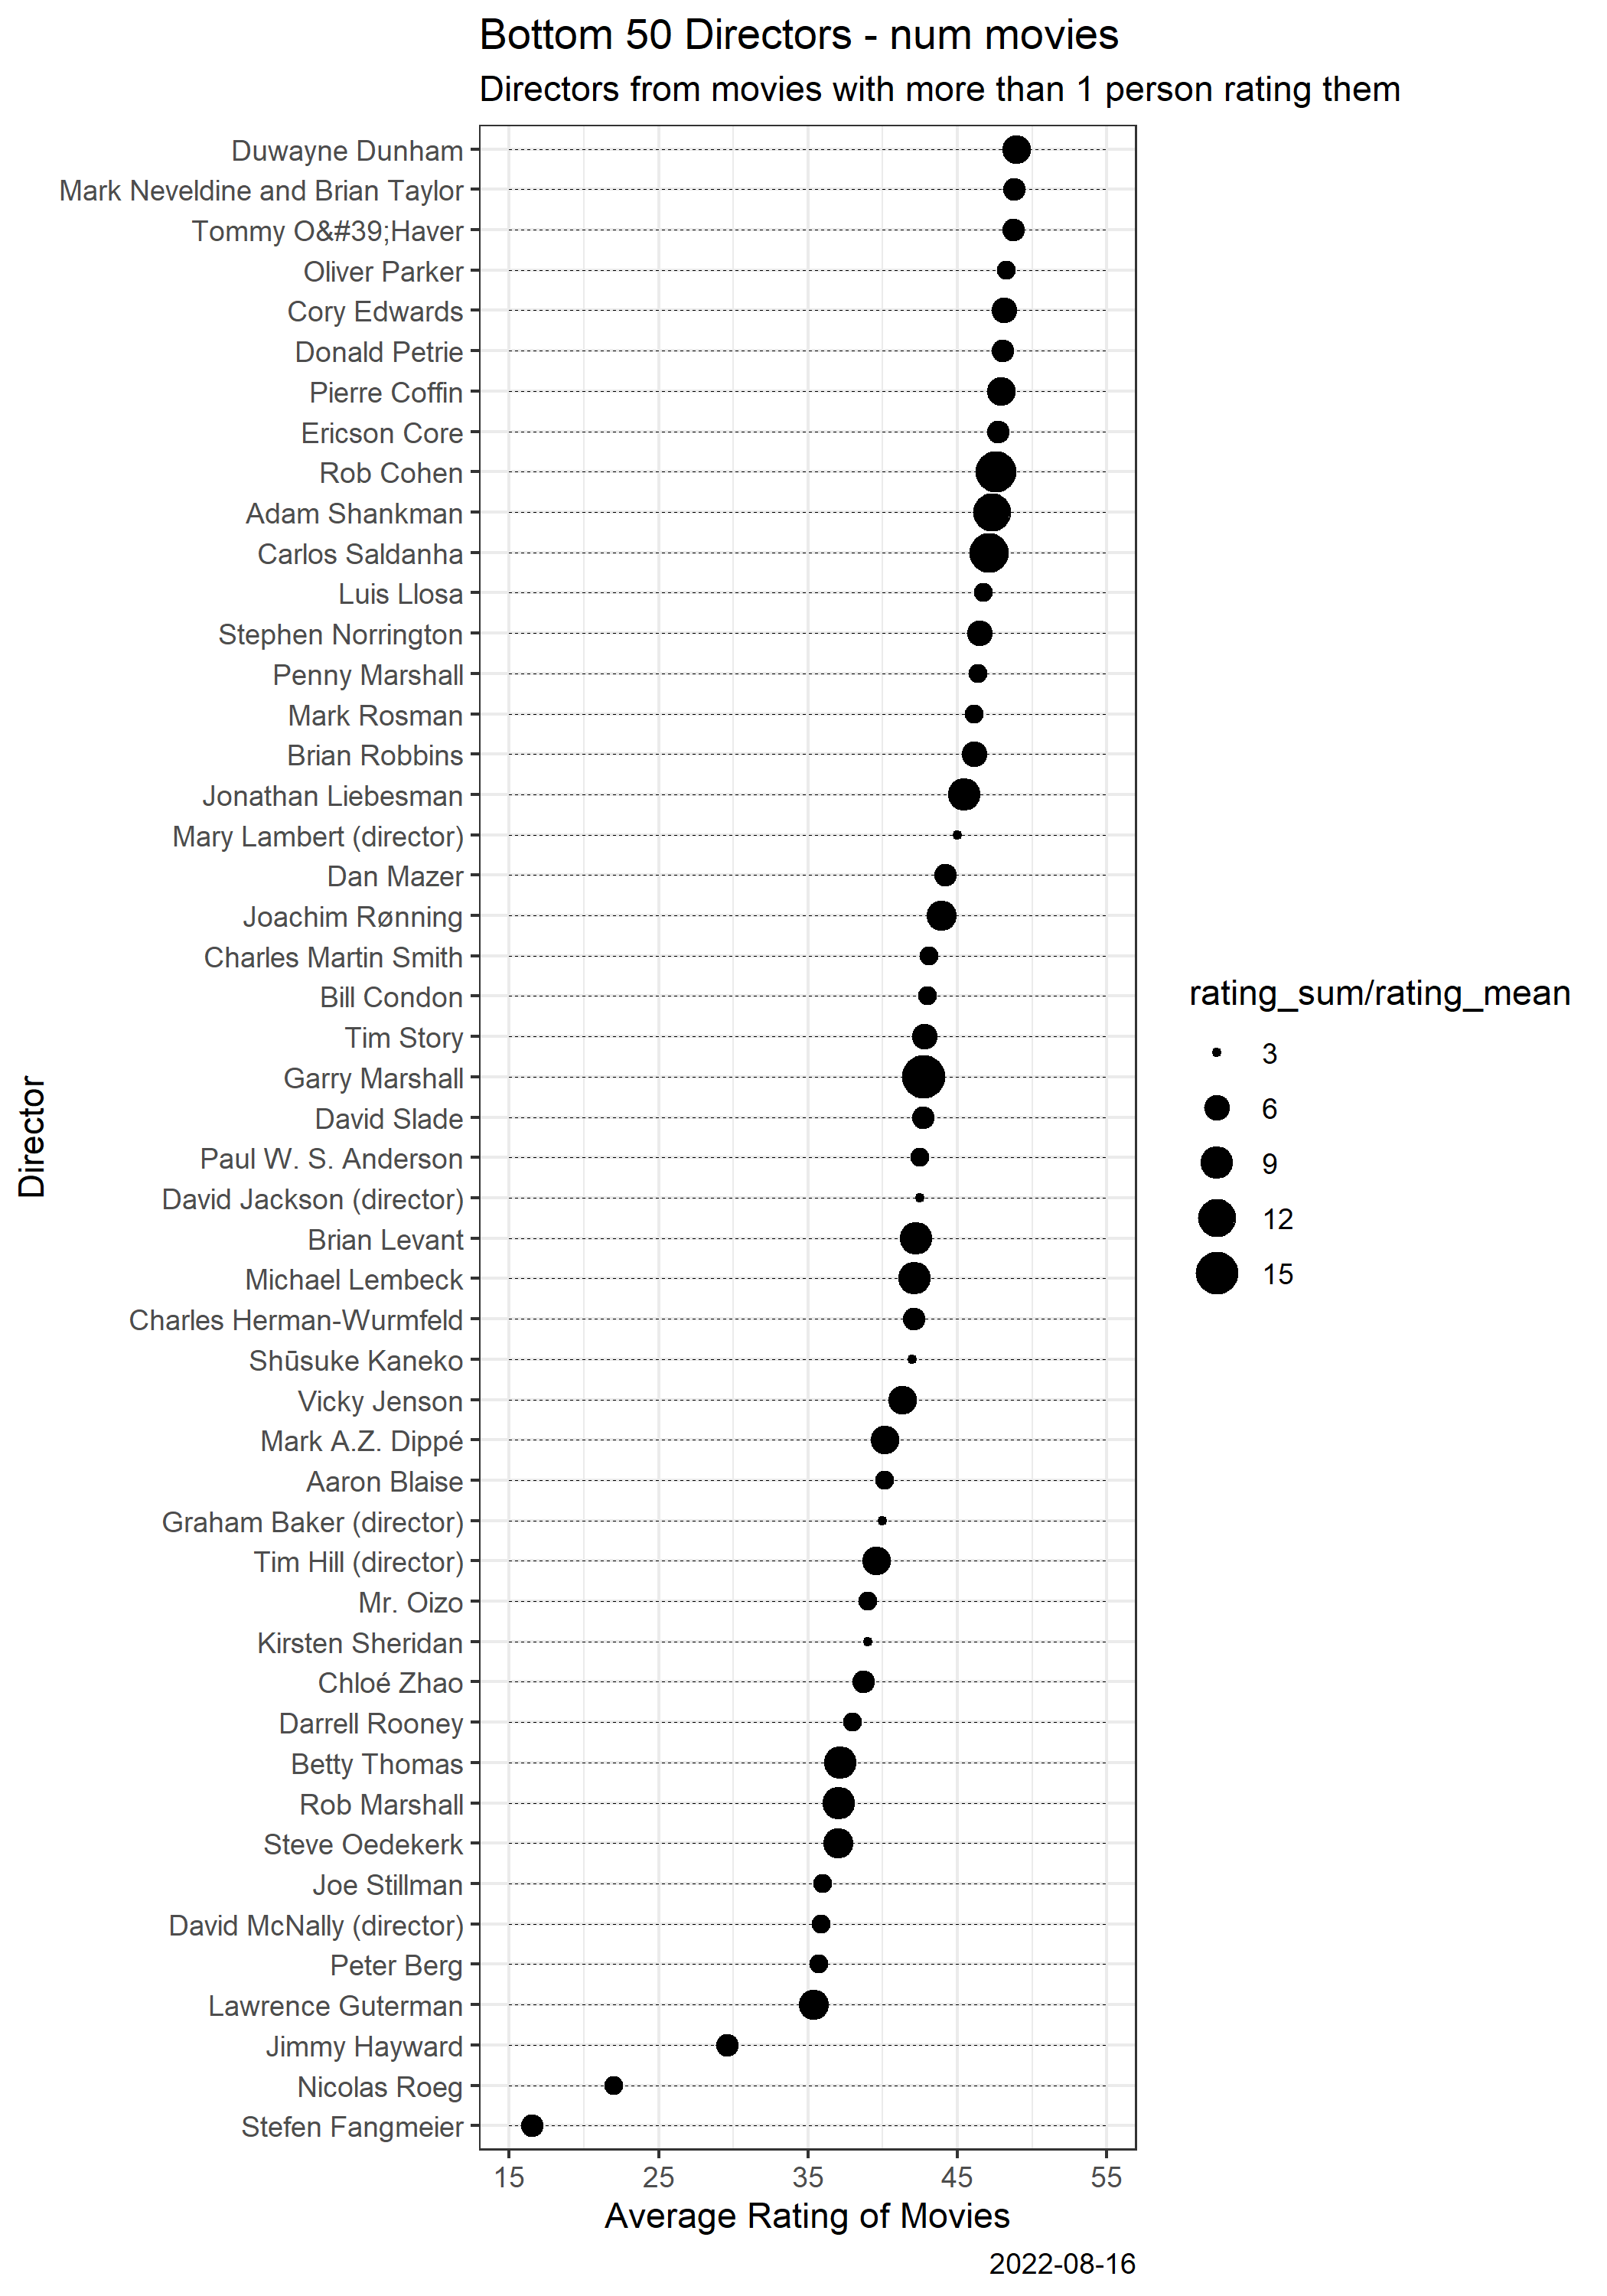 Bottom 50 Directors - num movies
Directors from movies with more than 1 person rating them
Director
Duwayne Dunham
Mark Neveldine and Brian Taylor
Tommy O&#39;Haver
Oliver Parker
Cory Edwards
Donald Petrie
Pierre Coffin
Ericson Core
Rob Cohen
Adam Shankman
Carlos Saldanha
Luis Llosa
Stephen Norrington
Penny Marshall
Mark Rosman
Brian Robbins
Jonathan Liebesman
Mary Lambert (director)
Dan Mazer
Joachim Rønning
Charles Martin Smith
Bill Condon
Tim Story
Garry Marshall
David Slade
Paul W. S. Anderson
David Jackson (director)
Brian Levant
Michael Lembeck
Charles Herman-Wurmfeld
Shūsuke Kaneko
Vicky Jenson
Mark A.Z. Dippé
Aaron Blaise
Graham Baker (director)
Tim Hill (director)
Mr. Oizo
Kirsten Sheridan
Chloé Zhao
Darrell Rooney
Betty Thomas
Rob Marshall
Steve Oedekerk
Joe Stillman
David McNally (director)
Peter Berg
Lawrence Guterman
Jimmy Hayward
Nicolas Roeg
Stefen Fangmeier
15 25 35 45 55
Average Rating of Movies
rating_sum/rating_mean
3
6
9
12
15
2022-08-16